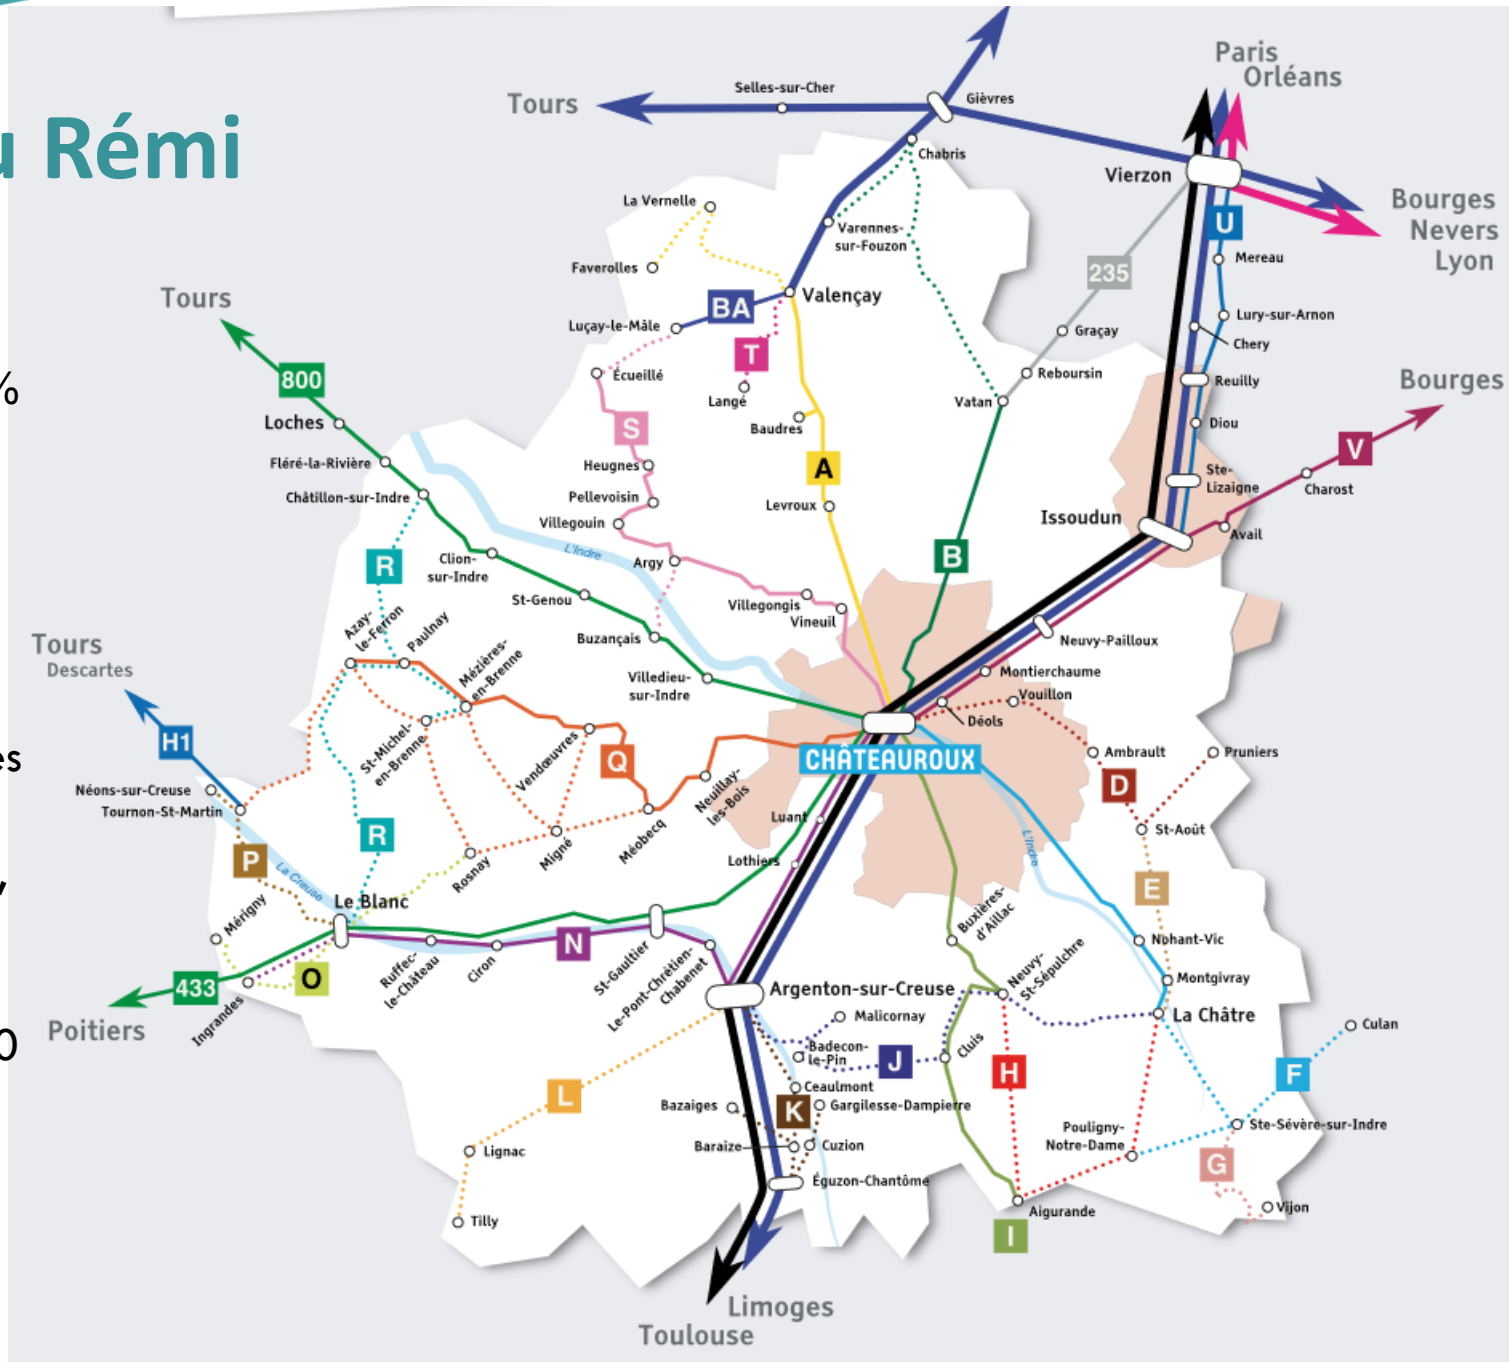 Paris
Orléans
Tours
Selles-sur-Cher
Gièvres
u Rémi
Chabris
Vierzon
Bourges
Nevers
Lyon
La Vernelle
U
Varennes-
sur-Fouzon
Mereau
Faverolles
235
Tours
BA
Valençay
Luçay-le-Mâle
Lury-sur-Arnon
Graçay
Chery
T
800
%
Écueillé
Reboursin
Reuilly
Bourges
Langé
Vatan
Loches
S
Baudres
Diou
V
Fléré-la-Rivière
Heugnes
A
Ste-
Lizaigne
Charost
Châtillon-sur-Indre
Pellevoisin
Levroux
Villegouin
Issoudun
Avail
L'Indre
B
R
Clion-
sur-Indre
Argy
St-Genou
Villegongis
Vineuil
Azay-
le-Ferron
Paulnay
Buzançais
Neuvy-Pailloux
Tours
Descartes
Mézières-
en-Brenne
Villedieu-
sur-Indre
Montierchaume
Vouillon
Déols
H1
St-Michel-
en-Brenne
Vendœuvres
Q
CHÂTEAUROUX
Ambrault
Pruniers
es
D
Néons-sur-Creuse
Tournon-St-Martin
Neuillay-
les-Bois
Luant
St-Août
R
Migné
Méobecq
L'Indre
P
La Creuse
Rosnay
Lothiers
E
,
Le Blanc
Mérigny
Buxières-
d'Aillac
N
Nohant-Vic
O
Ruffec-
le-Château
Ciron
St-Gaultier
Le-Pont-Chrétien-
Chabenet
Neuvy-
St-Sépulchre
Montgivray
433
Argenton-sur-Creuse
Poitiers
Ingrandes
Malicornay
La Châtre
Culan
0
Badecon-
le-Pin
J
Cluis
H
F
L
Ceaulmont
K
Bazaiges
Gargilesse-Dampierre
Pouligny-
Notre-Dame
Ste-Sévère-sur-Indre
Lignac
Baraize
Cuzion
G
Éguzon-Chantôme
Tilly
Aigurande
Vijon
I
Limoges
Toulouse